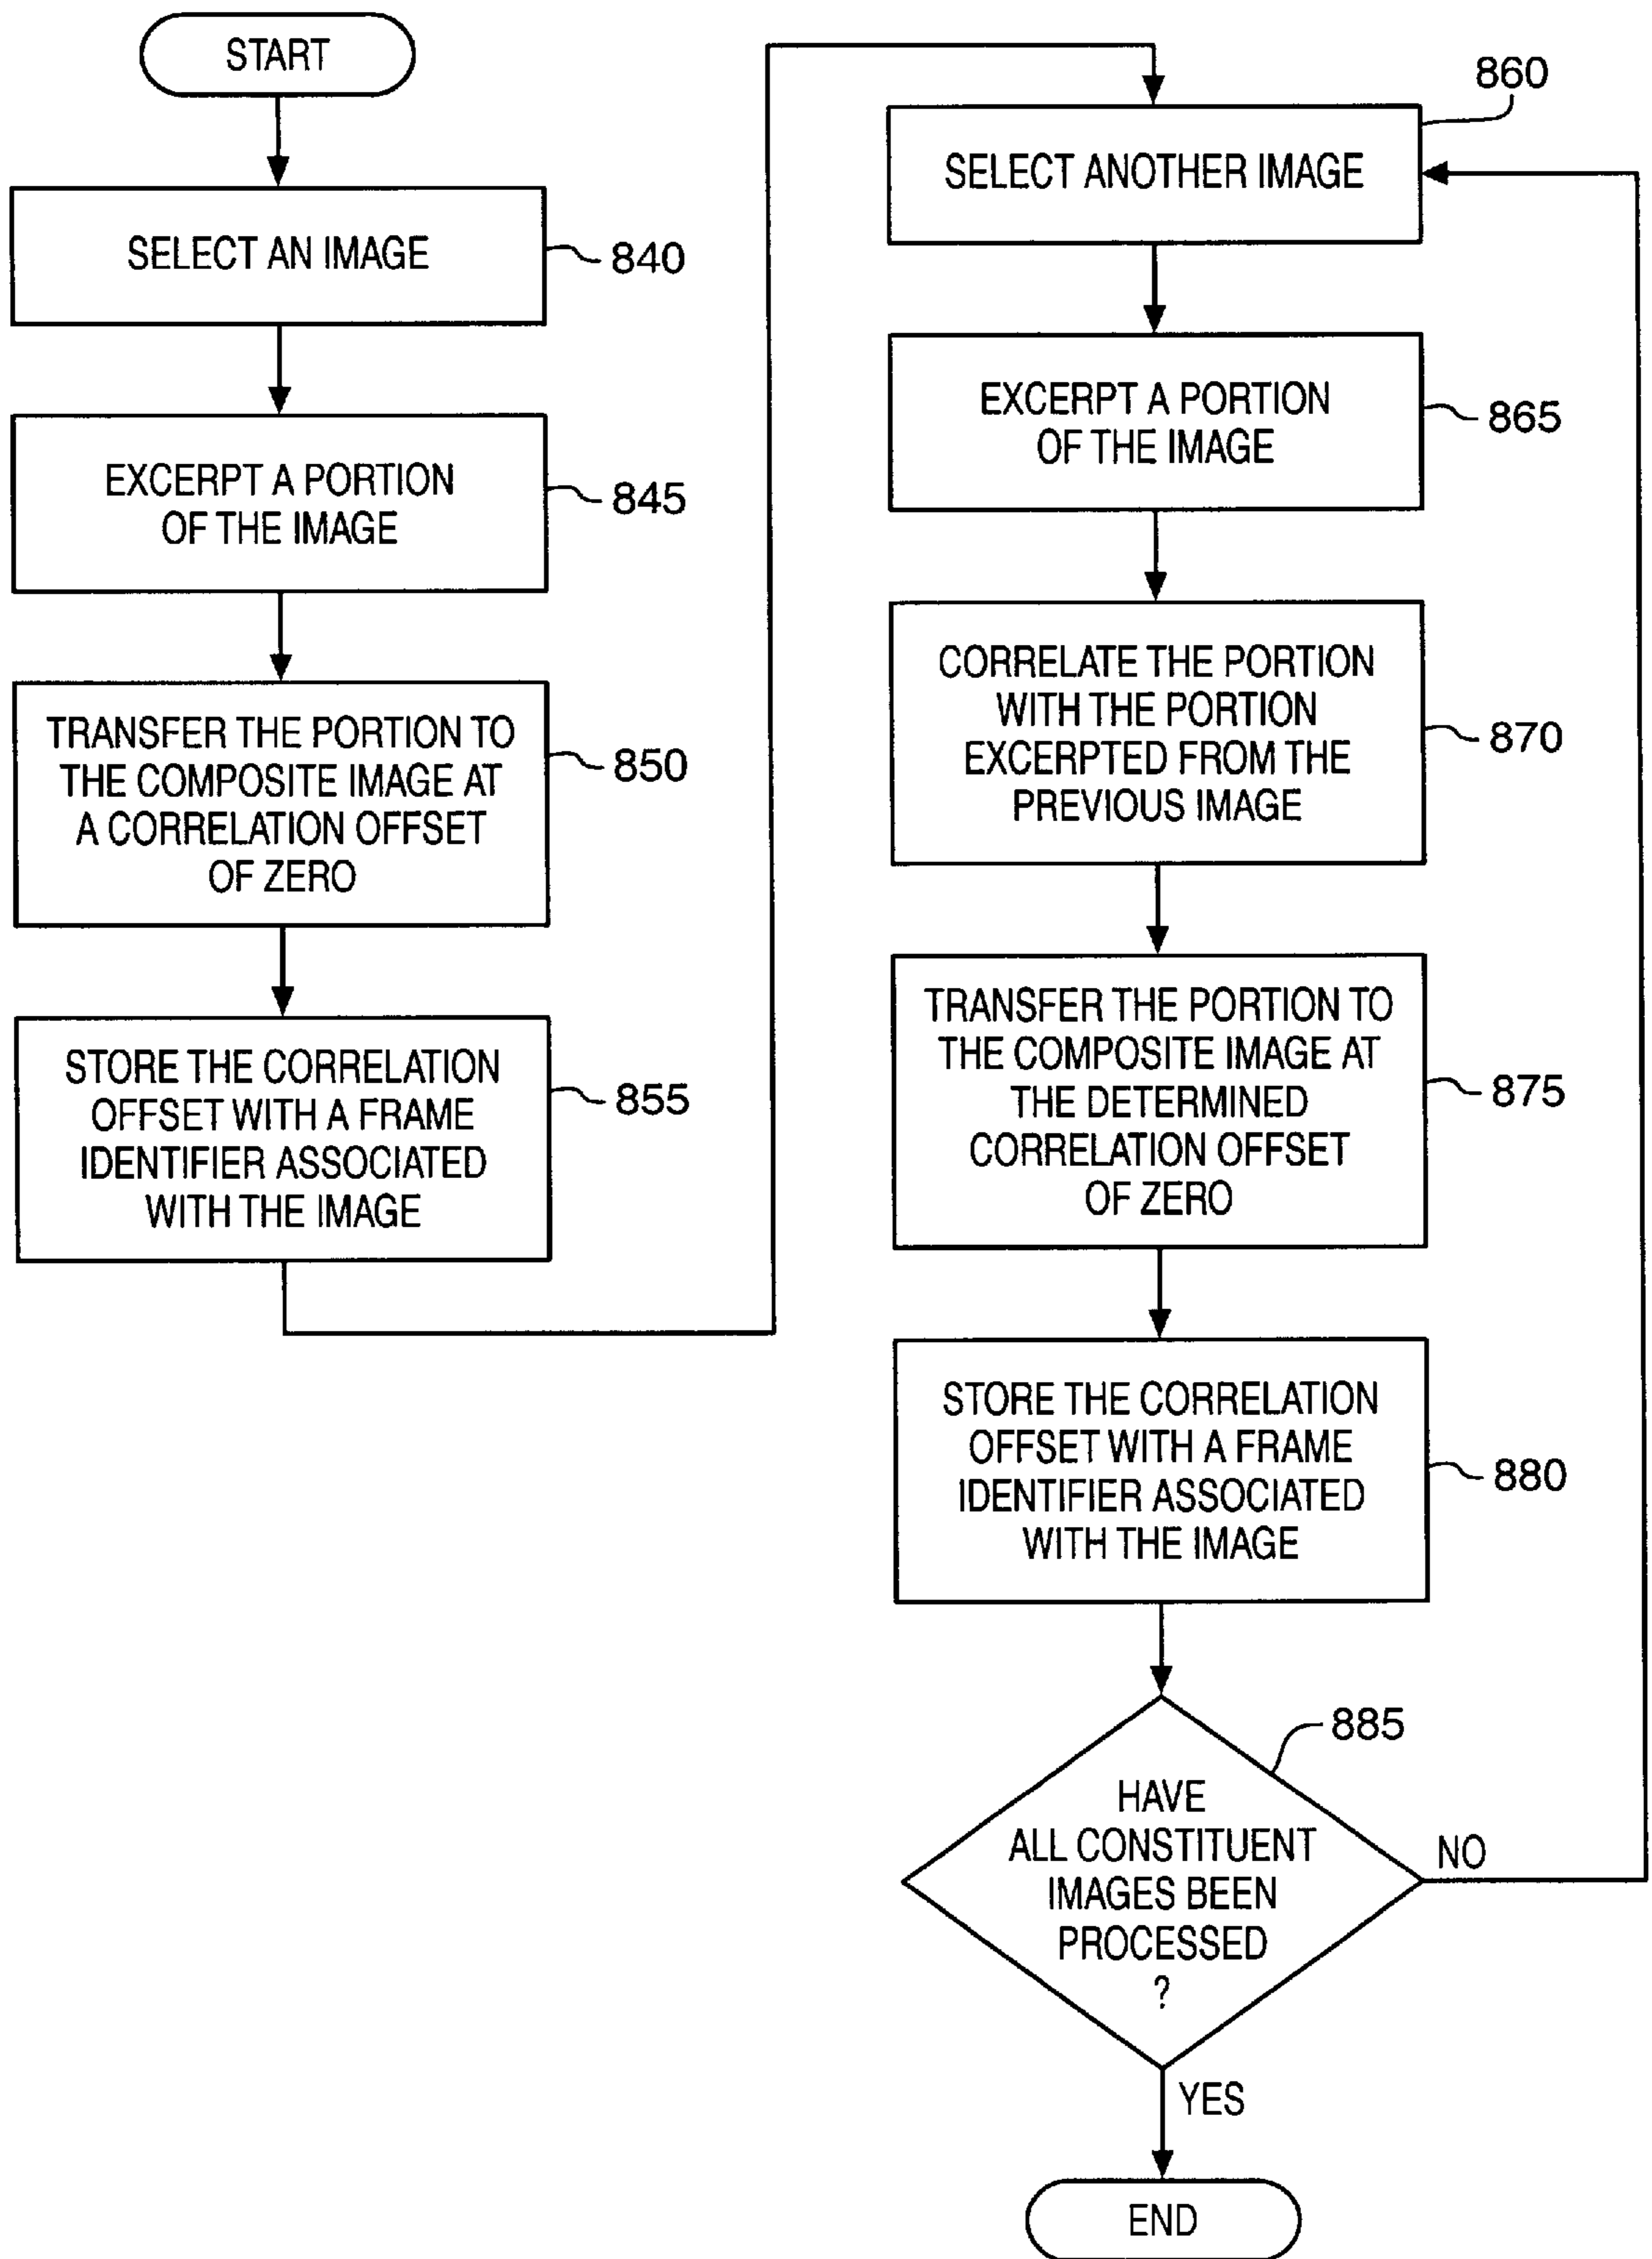 START
SELECT AN IMAGE
840
EXCERPT A PORTION
OF THE IMAGE
845
TRANSFER THE PORTION TO
THE COMPOSITE IMAGE AT
A CORRELATION OFFSET
OF ZERO
850
STORE THE CORRELATION
OFFSET WITH A FRAME
IDENTIFIER ASSOCIATED
WITH THE IMAGE
855
860
SELECT ANOTHER IMAGE
EXCERPT A PORTION
OF THE IMAGE
865
CORRELATE THE PORTION
WITH THE PORTION
EXCERPTED FROM THE
PREVIOUS IMAGE
870
TRANSFER THE PORTION TO
THE COMPOSITE IMAGE AT
THE DETERMINED
CORRELATION OFFSET
OF ZERO
875
STORE THE CORRELATION
OFFSET WITH A FRAME
IDENTIFIER ASSOCIATED
WITH THE IMAGE
880
885
HAVE
ALL CONSTITUENT
IMAGES BEEN
PROCESSED
?
NO
YES
END